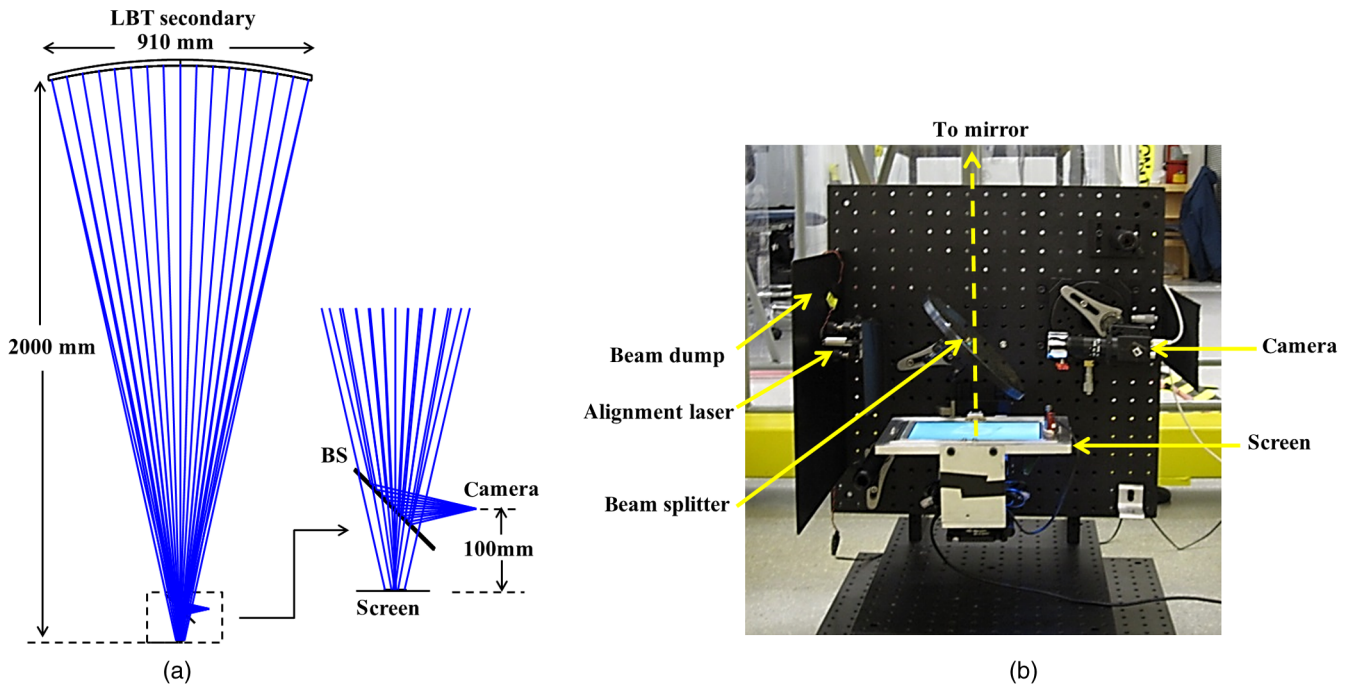 LBT secondary
910 mm
2000 mm
BS
Camera
100mm
Screen
(a)
To mirror
Beam dump
Alignment laser
Beam splitter
Camera
Screen
(b)